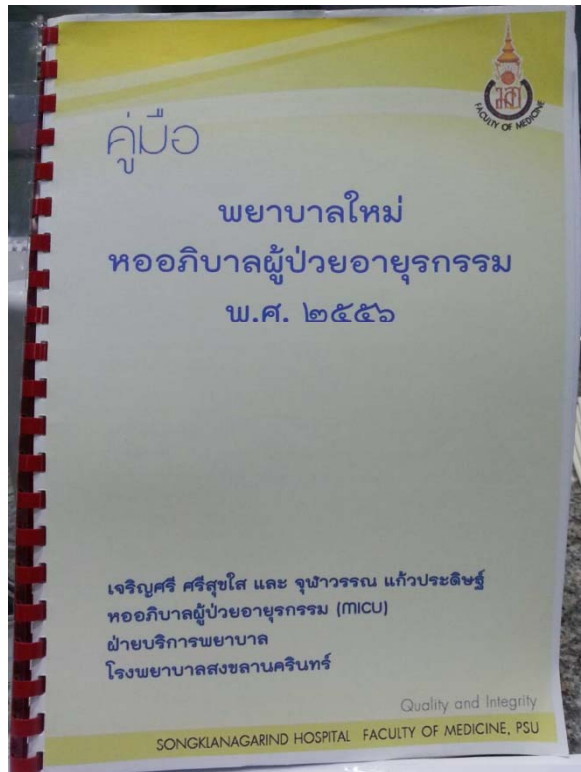 ม.อ.
FACULTY OF MEDICINE
คู่มือ
พยาบาลใหม่
หออภิบาลผู้ป่วยอายุรกรรม
พ.ศ. ๒๕๕๖
เจริญศรี ศรีสุขใส และ จุฬาวรรณ แก้วประดิษฐ์
หออภิบาลผู้ป่วยอายุรกรรม (MICU)
ฝ่ายบริการพยาบาล
โรงพยาบาลสงขลานครินทร์
Quality and Integrity
SONGKLANAGARIND HOSPITAL FACULTY OF MEDICINE, PSU